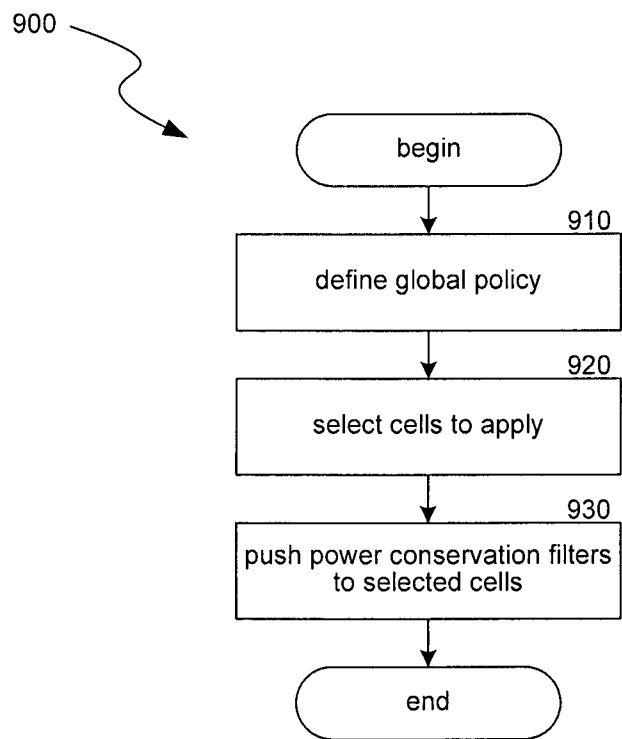 900
begin
910
define global policy
920
select cells to apply
930
push power conservation filters
to selected cells
end